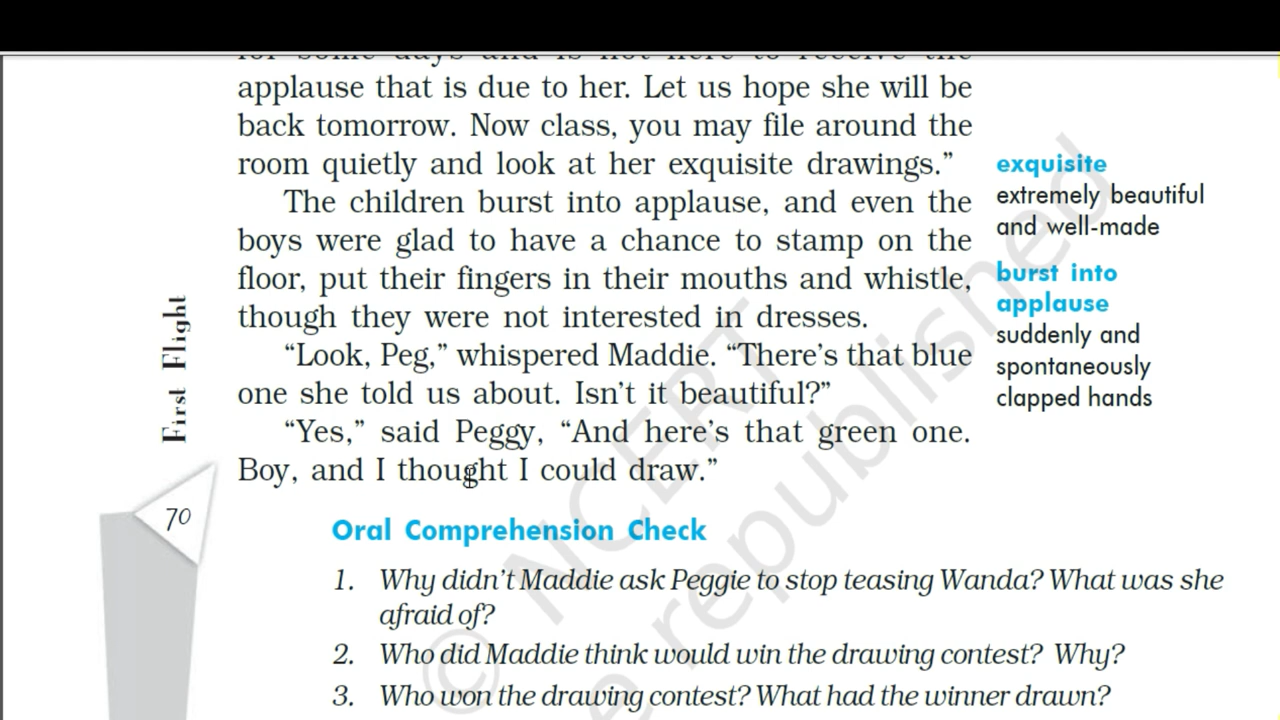 for some days and is not here to receive the
applause that is due to her. Let us hope she will be
back tomorrow. Now class, you may file around the
room quietly and look at her exquisite drawings.”
The children burst into applause, and even the
boys were glad to have a chance to stamp on the
floor, put their fingers in their mouths and whistle,
though they were not interested in dresses.
“Look, Peg,” whispered Maddie. “There’s that blue
one she told us about. Isn’t it beautiful?”
“Yes,” said Peggy, “And here’s that green one.
Boy, and I thought I could draw.”
exquisite
extremely beautiful
and well-made
burst into
applause
suddenly and
spontaneously
clapped hands
First Flight
70
Oral Comprehension Check
1. Why didn’t Maddie ask Peggie to stop teasing Wanda? What was she
afraid of?
2. Who did Maddie think would win the drawing contest? Why?
3. Who won the drawing contest? What had the winner drawn?
© NCERT
republished